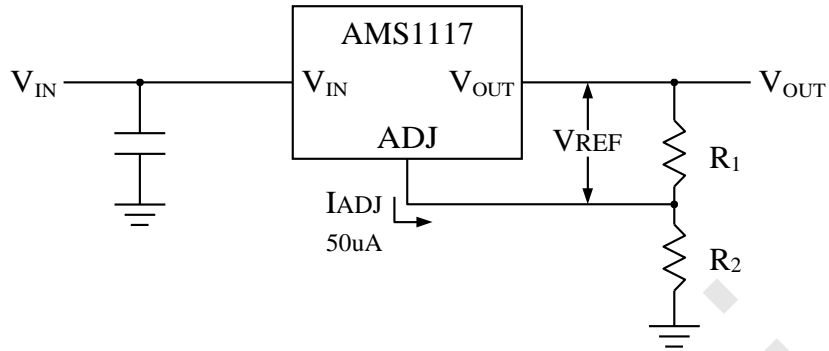 AMS1117
VIN
VIN
VOUT
VOUT
ADJ
VREF
R1
IADJ
50uA
R2